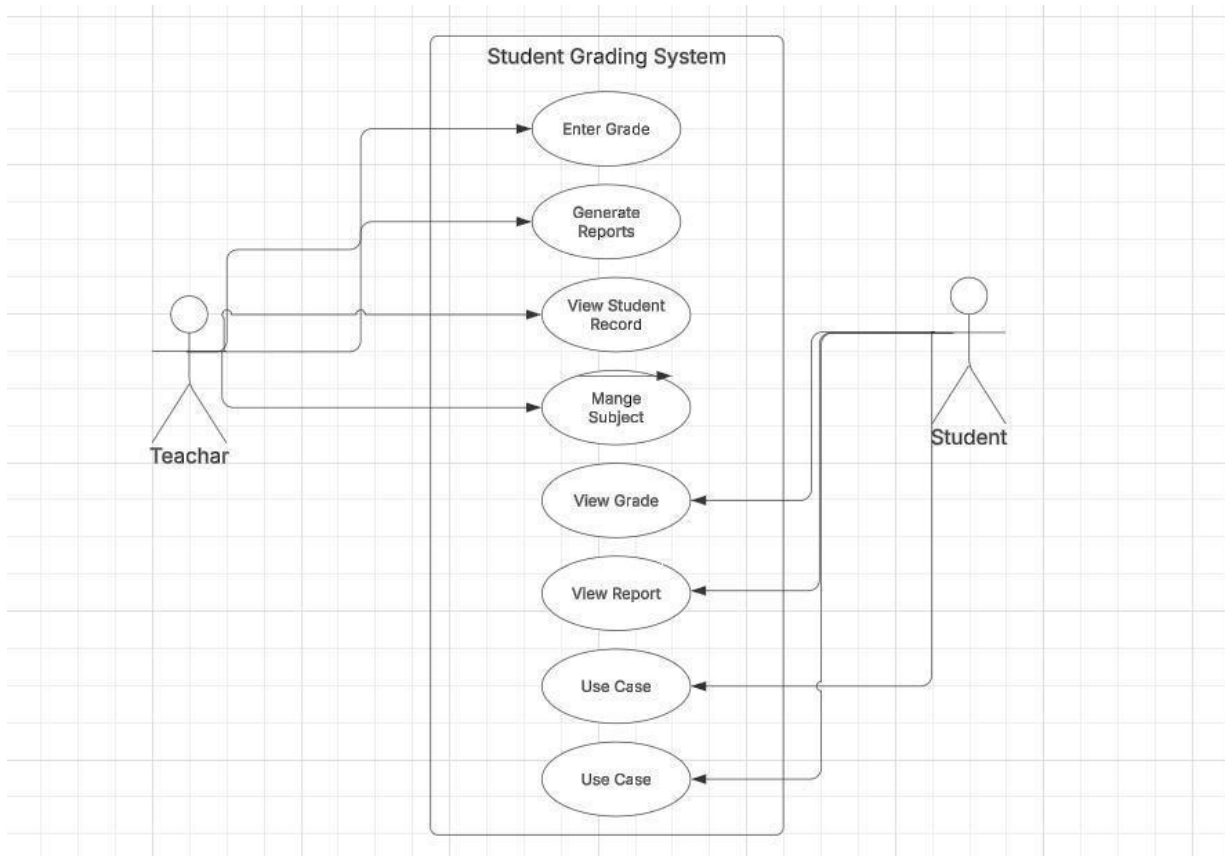 Student Grading System
Enter Grade
Generate
Reports
View Student
Record
Mange
Subject
Teachar
Student
View Grade
View Report
Use Case
Use Case